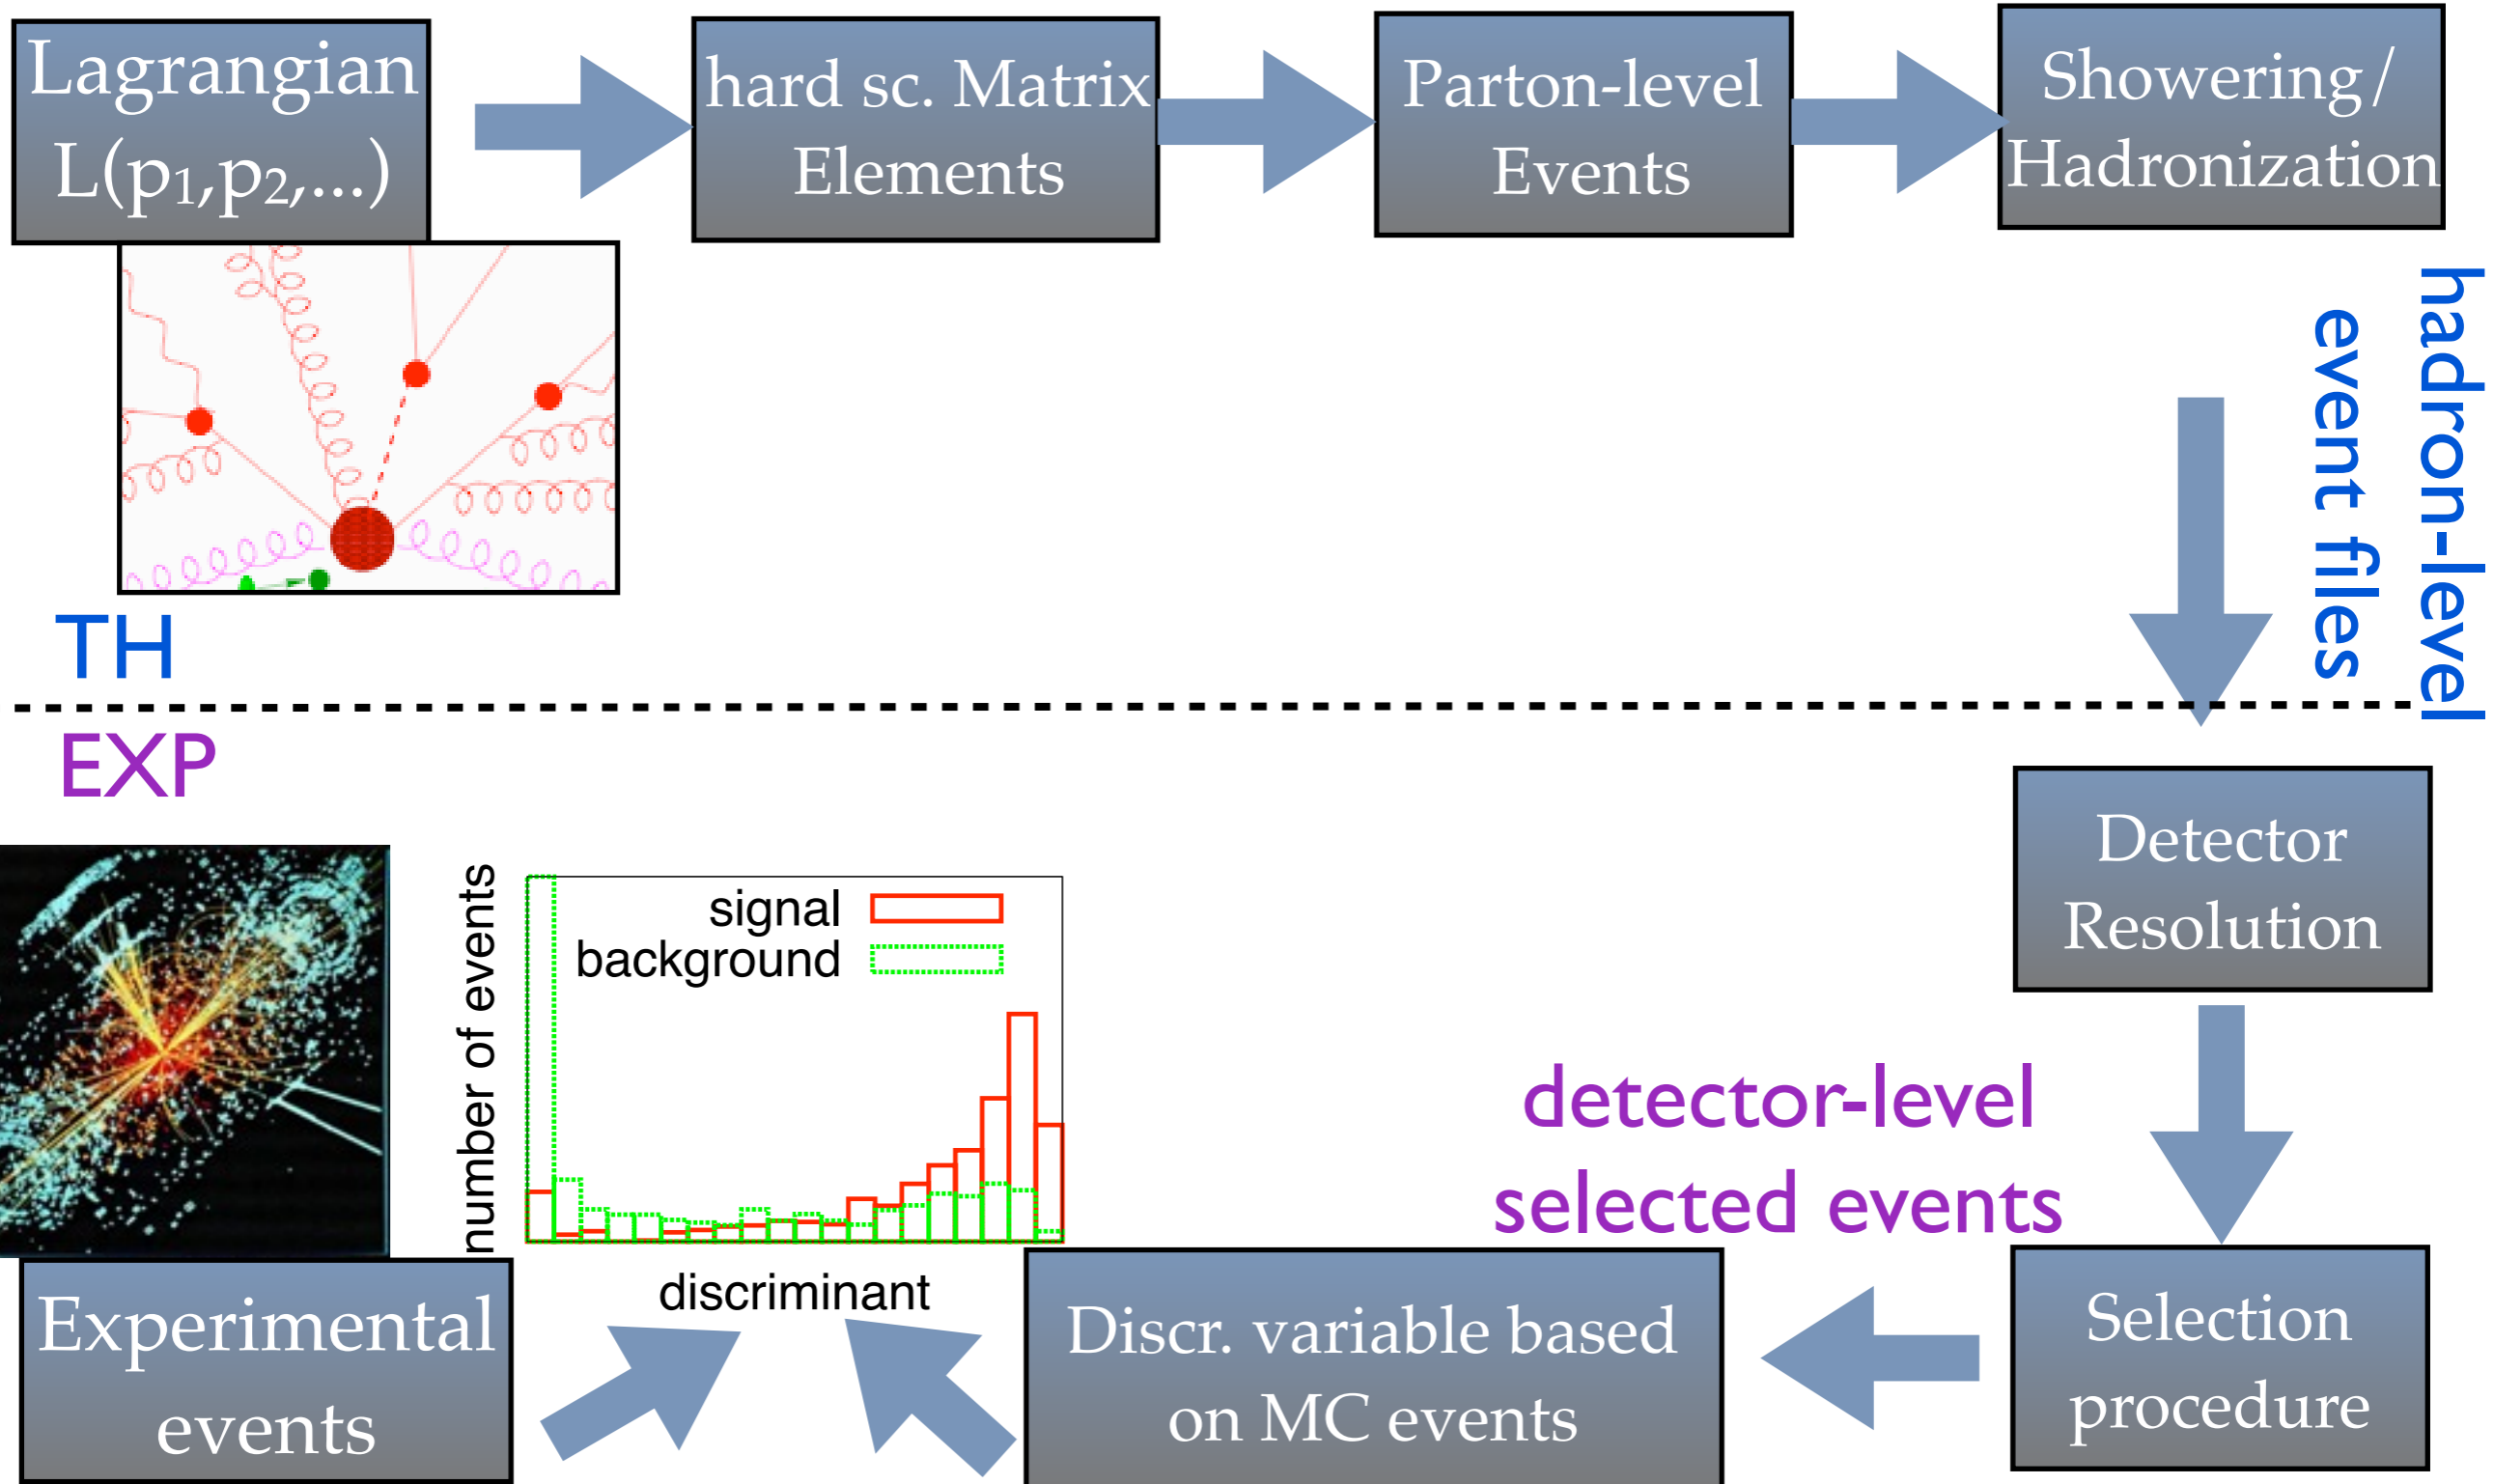 Lagrangian
L(p₁,p₂,...)
hard sc. Matrix
Elements
Parton-level
Events
Showering/
Hadronization
hadron-level
event files
TH
EXP
Detector
Resolution
number of events
signal
background
discriminant
detector-level
selected events
Experimental
events
Discr. variable based
on MC events
Selection
procedure